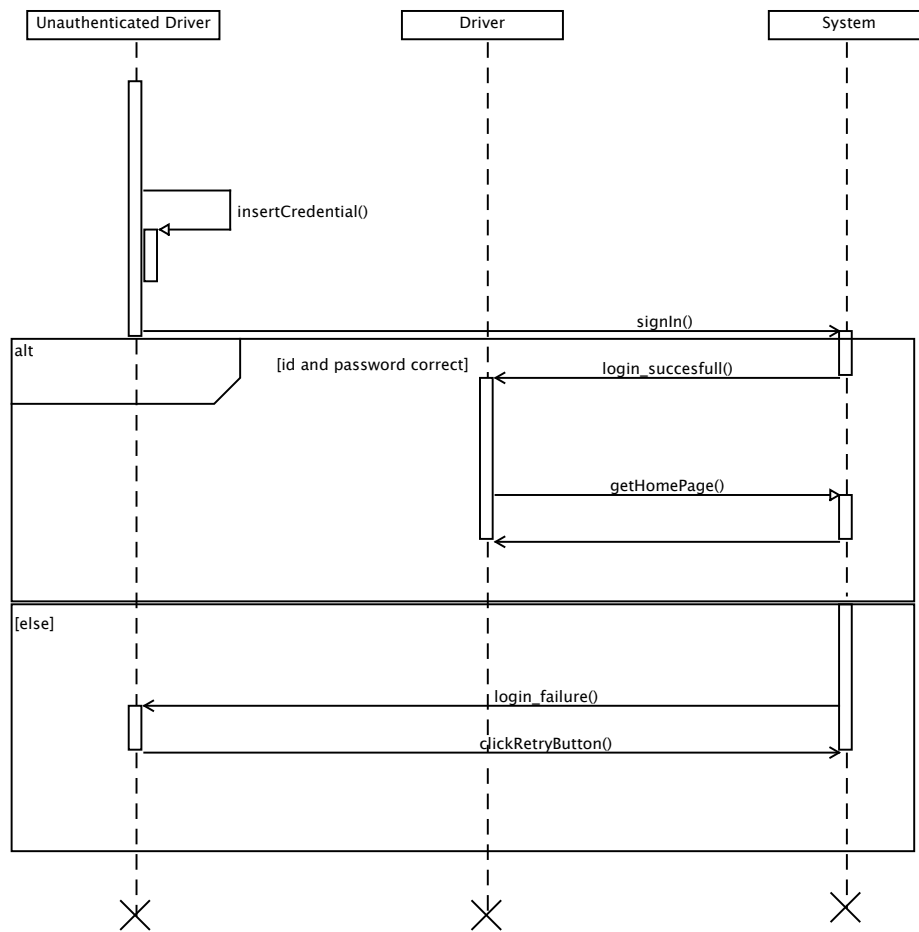 Unauthenticated Driver
Driver
System
insertCredential()
signIn()
alt
[id and password correct]
login_succesfull()
getHomePage()
[else]
login_failure()
clickRetryButton()